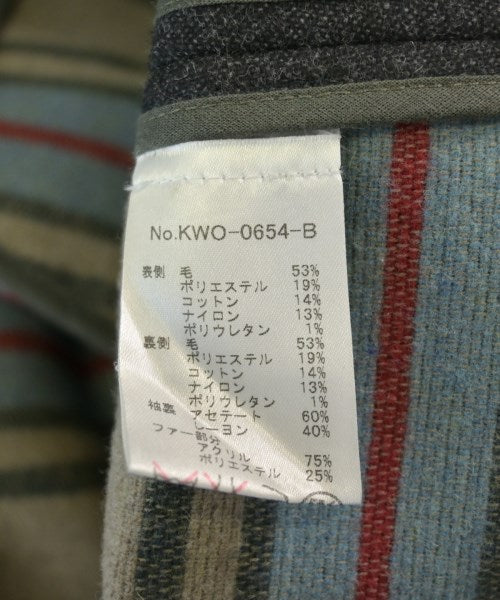 No.KWO-0654-B
表側 毛 53%
ポリエステル 19%
コットン 14%
ナイロン 13%
ポリウレタン 1%
裏側 毛 53%
ポリエステル 19%
コットン 14%
ナイロン 13%
ポリウレタン 1%
袖裏 アセテート 60%
レーヨン 40%
ファー部分
アクリル 75%
ポリエステル 25%